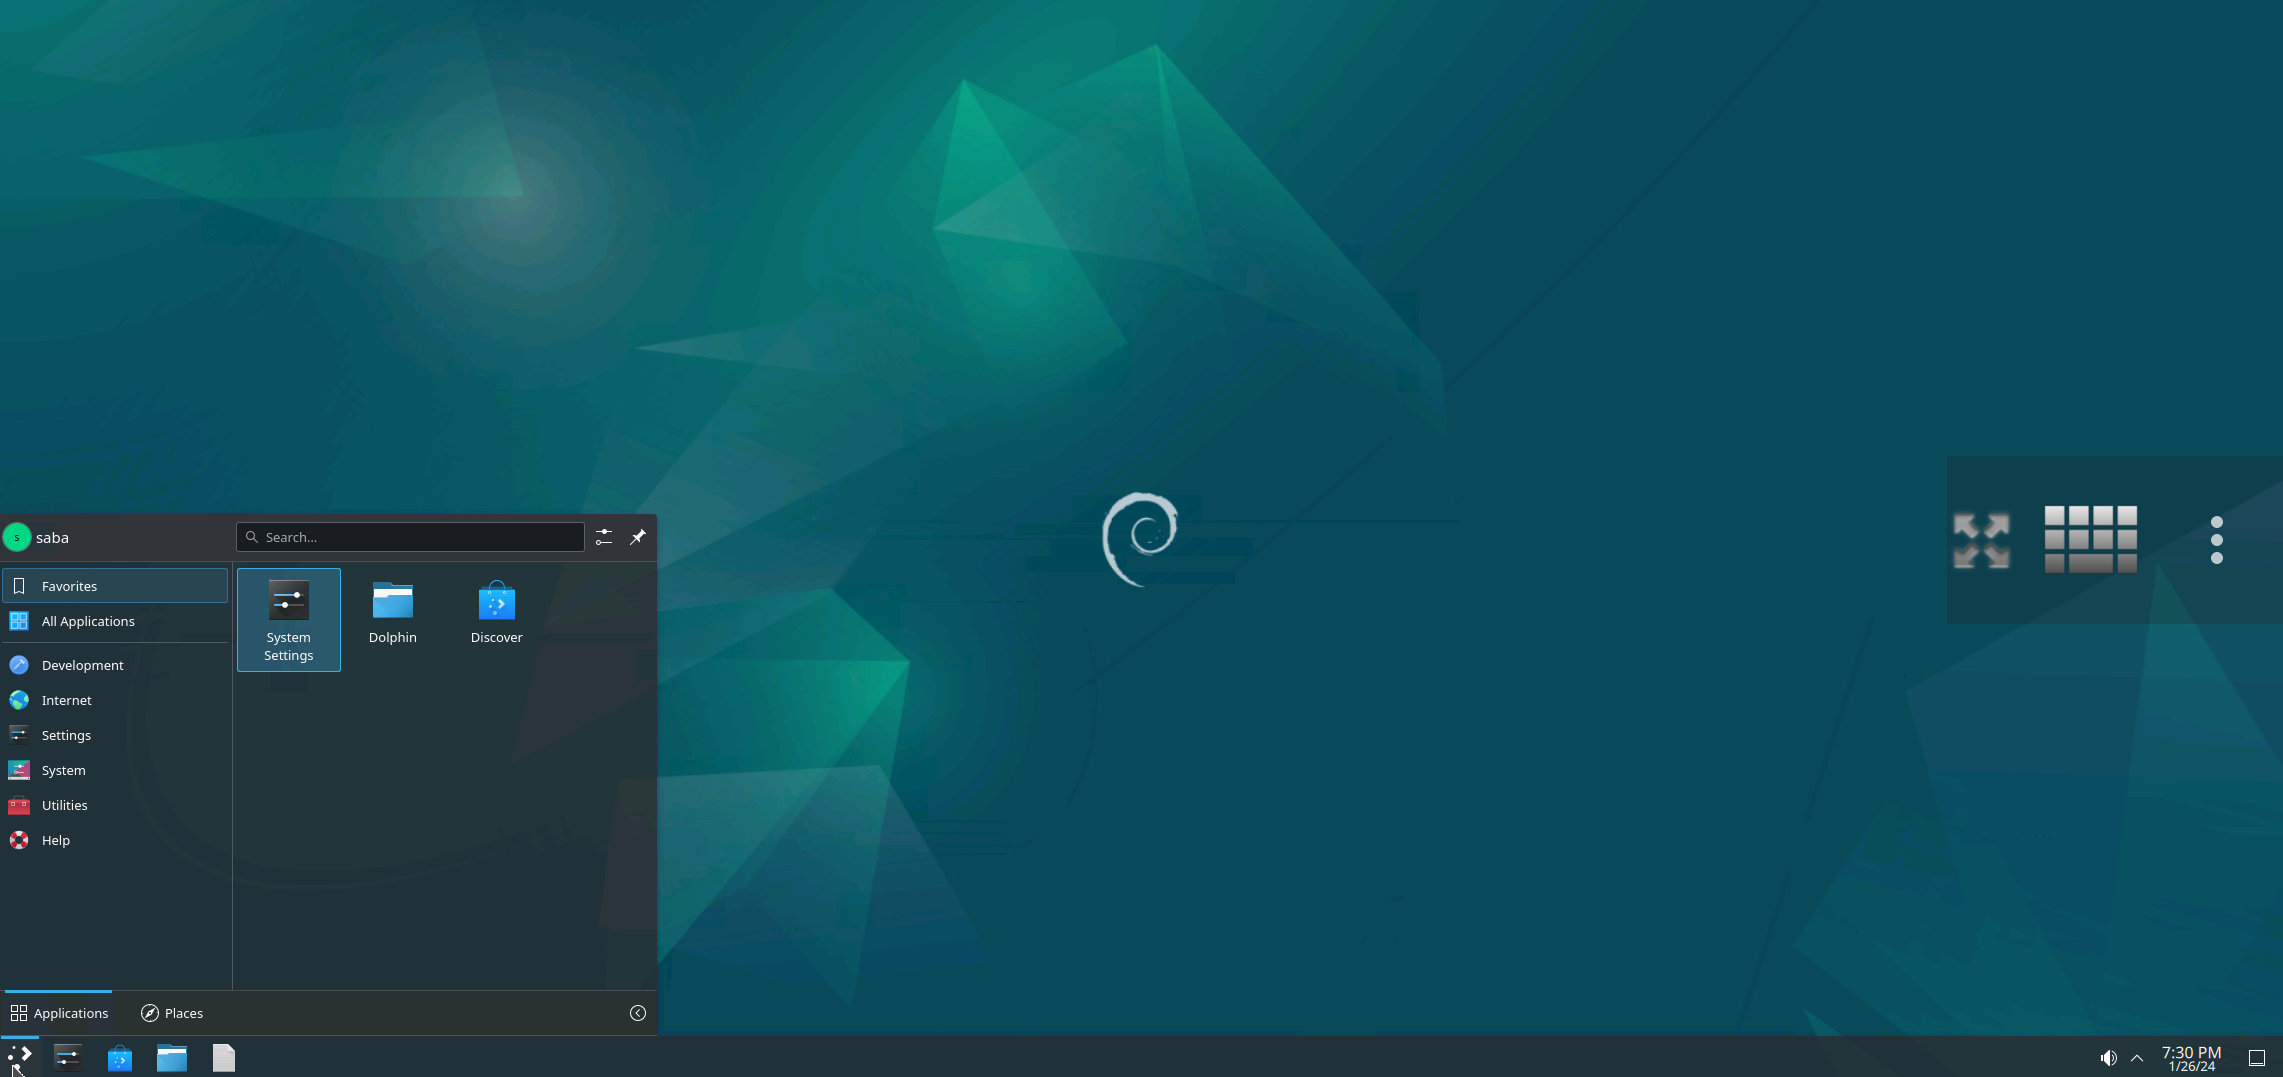 s
saba
Search...
Favorites
All Applications
Development
Internet
Settings
System
Utilities
Help
System
Settings
Dolphin
Discover
Applications
Places
7:30 PM
1/26/24